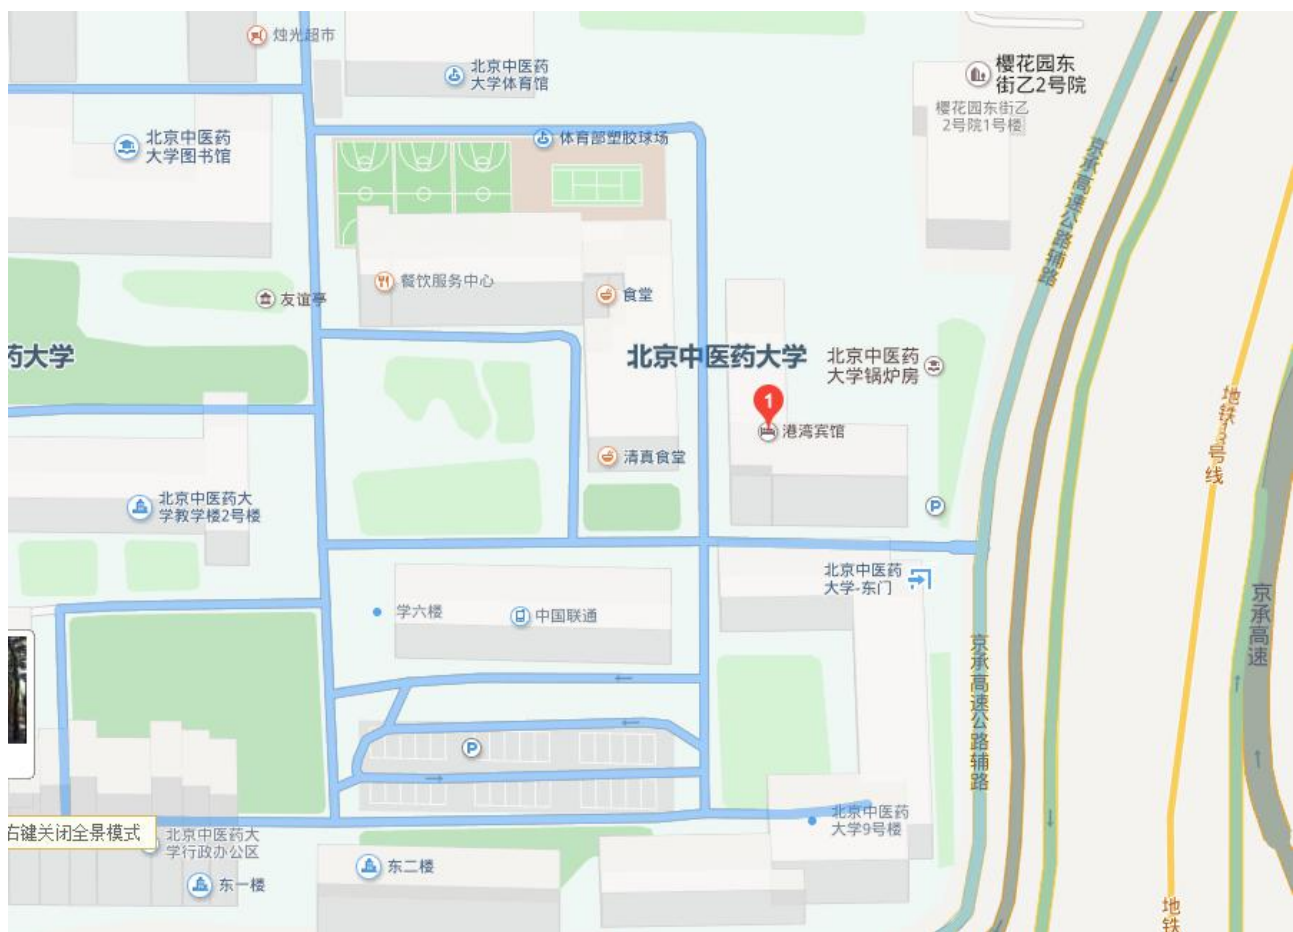 烛光超市
北京中医药
大学体育馆
樱花园东
街乙2号院
樱花园东街乙
2号院1号楼
北京中医药
大学图书馆
体育部塑胶球场
京承高速公路辅路
餐饮服务中心
食堂
友谊亭
药大学
北京中医药大学
北京中医药
大学锅炉房
1
港湾宾馆
地铁13号线
清真食堂
北京中医药大
学教学楼2号楼
P
北京中医药
大学-东门
学六楼
中国联通
京承高速
京承高速公路辅路
P
北京中医药
大学9号楼
右键关闭全景模式
北京中医药大
学行政办公区
东二楼
东一楼
地铁